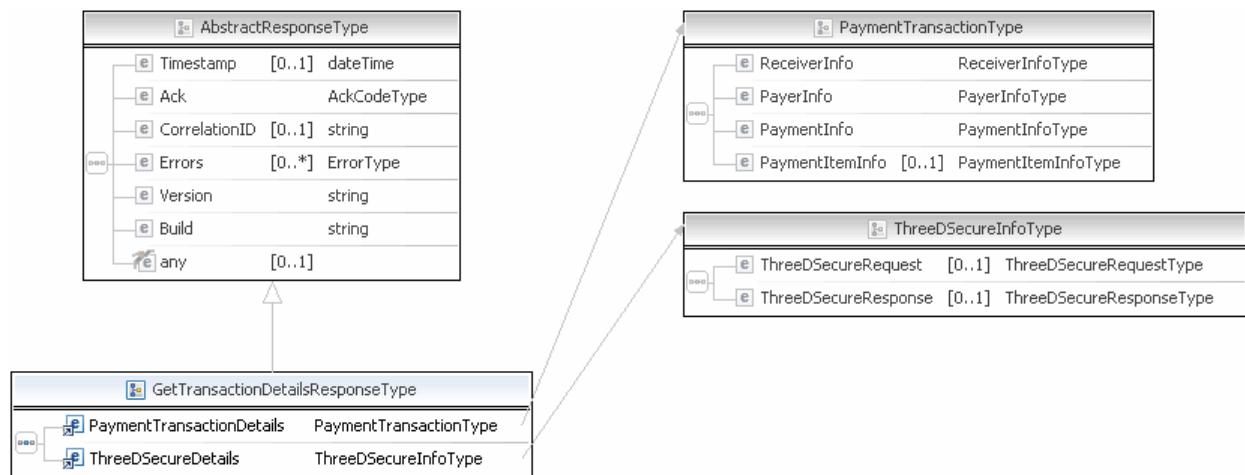 AbstractResponseType
Timestamp [0..1] dateTime
Ack AckCodeType
CorrelationID [0..1] string
Errors [0..*] ErrorType
Version string
Build string
any [0..1]
PaymentTransactionType
ReceiverInfo ReceiverInfoType
PayerInfo PayerInfoType
PaymentInfo PaymentInfoType
PaymentItemInfo [0..1] PaymentItemInfoType
ThreeDSecureInfoType
ThreeDSecureRequest [0..1] ThreeDSecureRequestType
ThreeDSecureResponse [0..1] ThreeDSecureResponseType
GetTransactionDetailsResponseType
PaymentTransactionDetails PaymentTransactionType
ThreeDSecureDetails ThreeDSecureInfoType